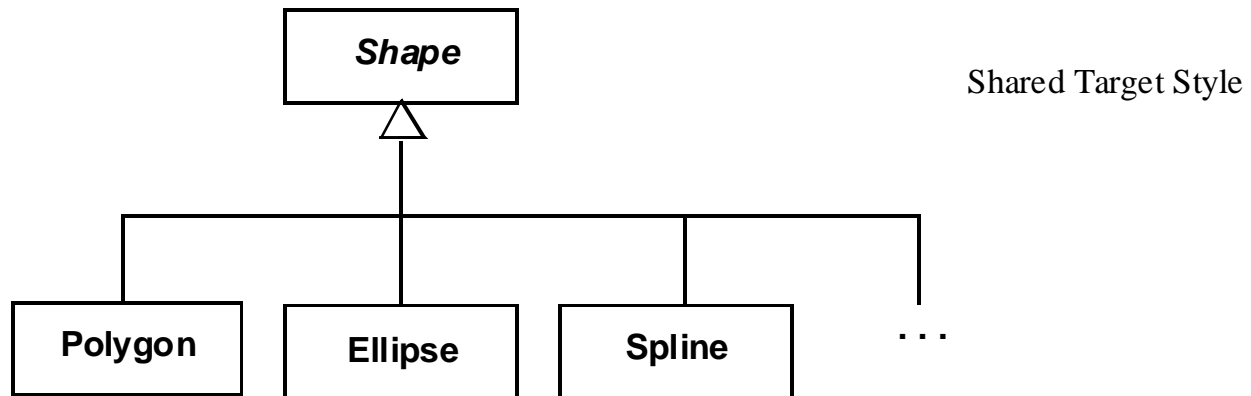 Shape
Shared Target Style
Polygon
Ellipse
Spline
. . .